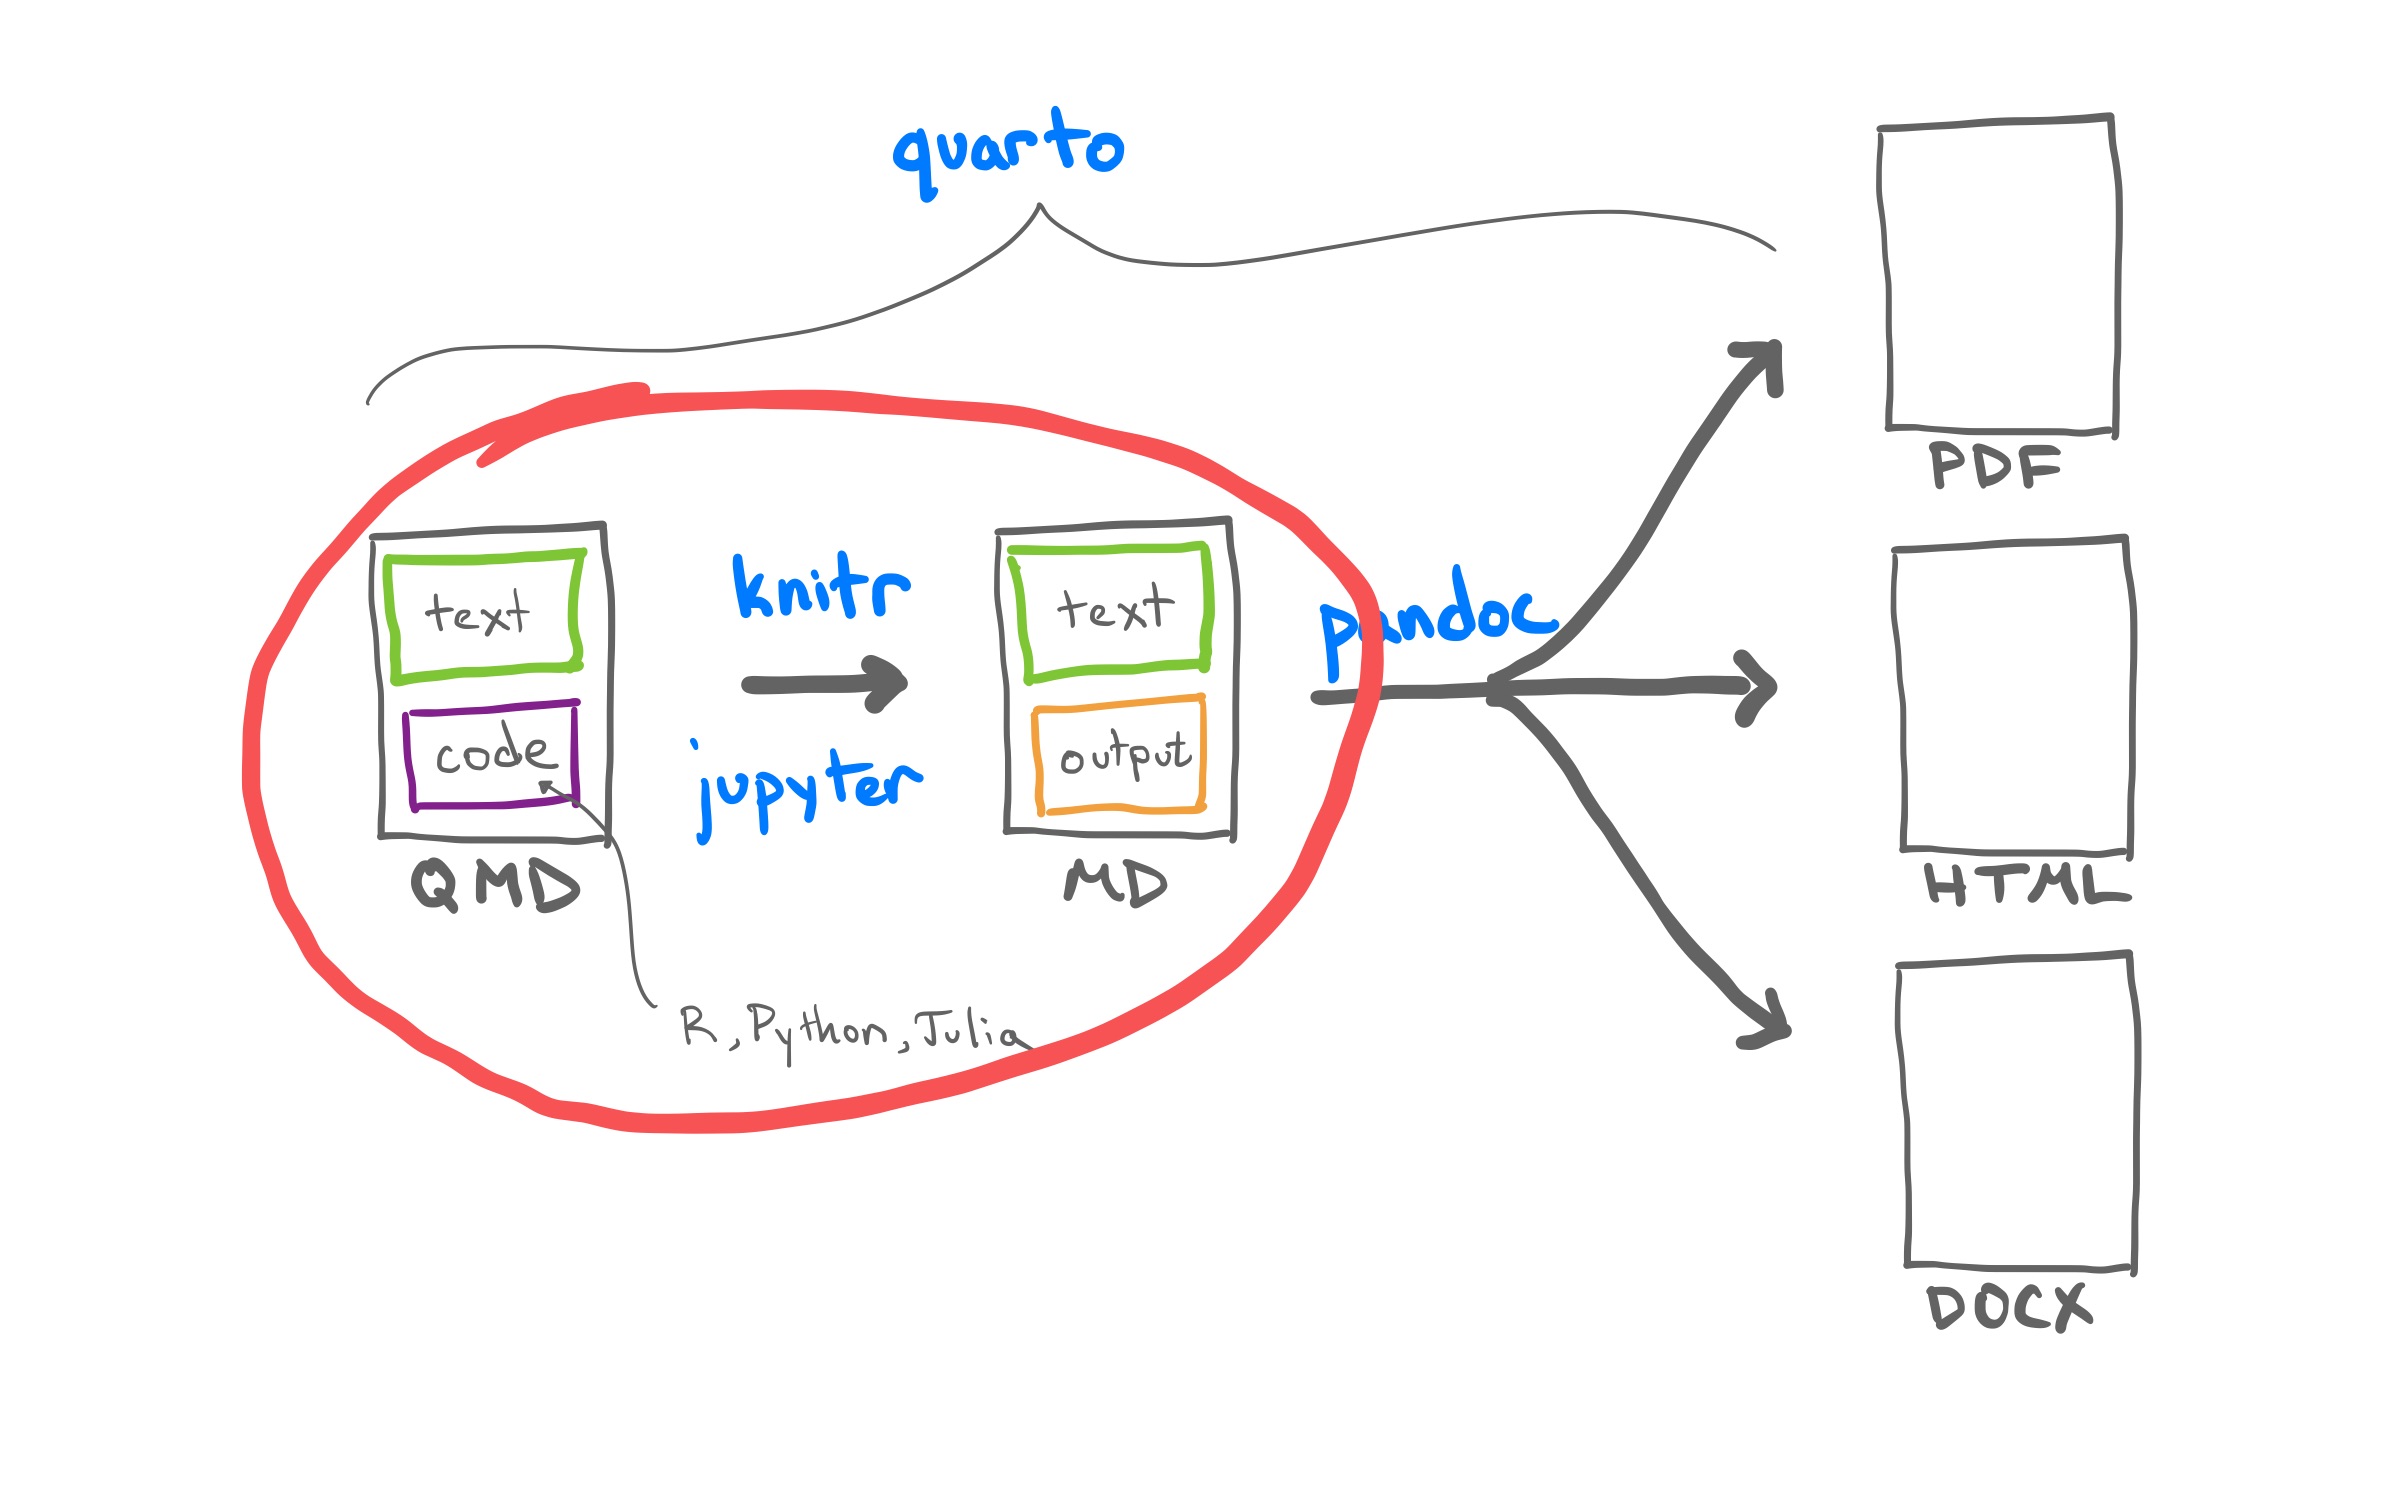 quarto
text
code
QMD
knitr
jupyter
text
output
MD
R, Python, Julia
pandoc
PDF
HTML
DOCX